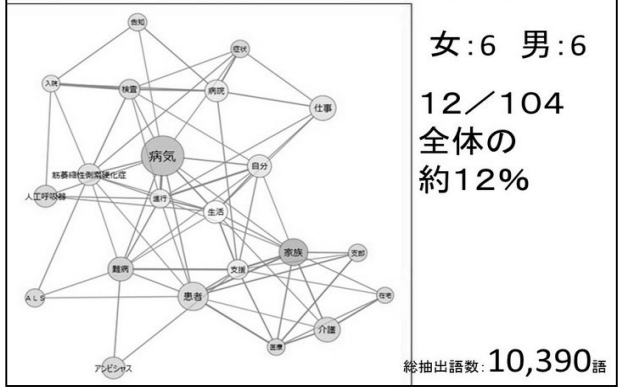 告知
症状
入院
検査
病院
仕事
病気
自分
筋萎縮性側索硬化症
人工呼吸器
進行
生活
家族
支部
難病
支援
患者
在宅
ALS
介護
医療
アンビシャス
女:6 男:6
12/104
全体の
約12%
総抽出語数:10,390語